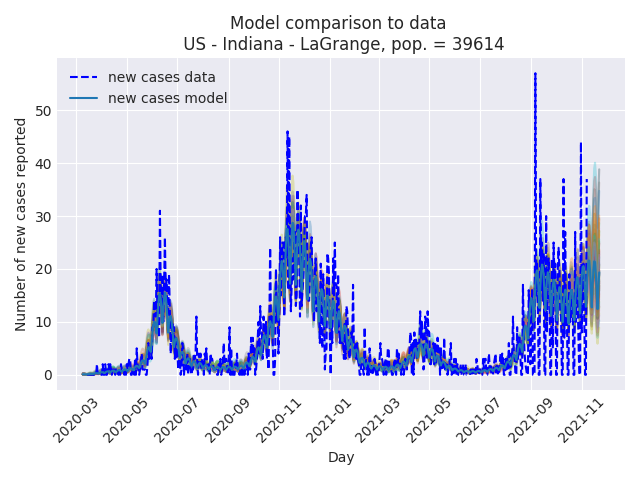 Model comparison to data
US - Indiana - LaGrange, pop. = 39614
new cases data
new cases model
Number of new cases reported
50
40
30
20
10
0
2020-03
2020-05
2020-07
2020-09
2020-11
2021-01
2021-03
2021-05
2021-07
2021-09
2021-11
Day